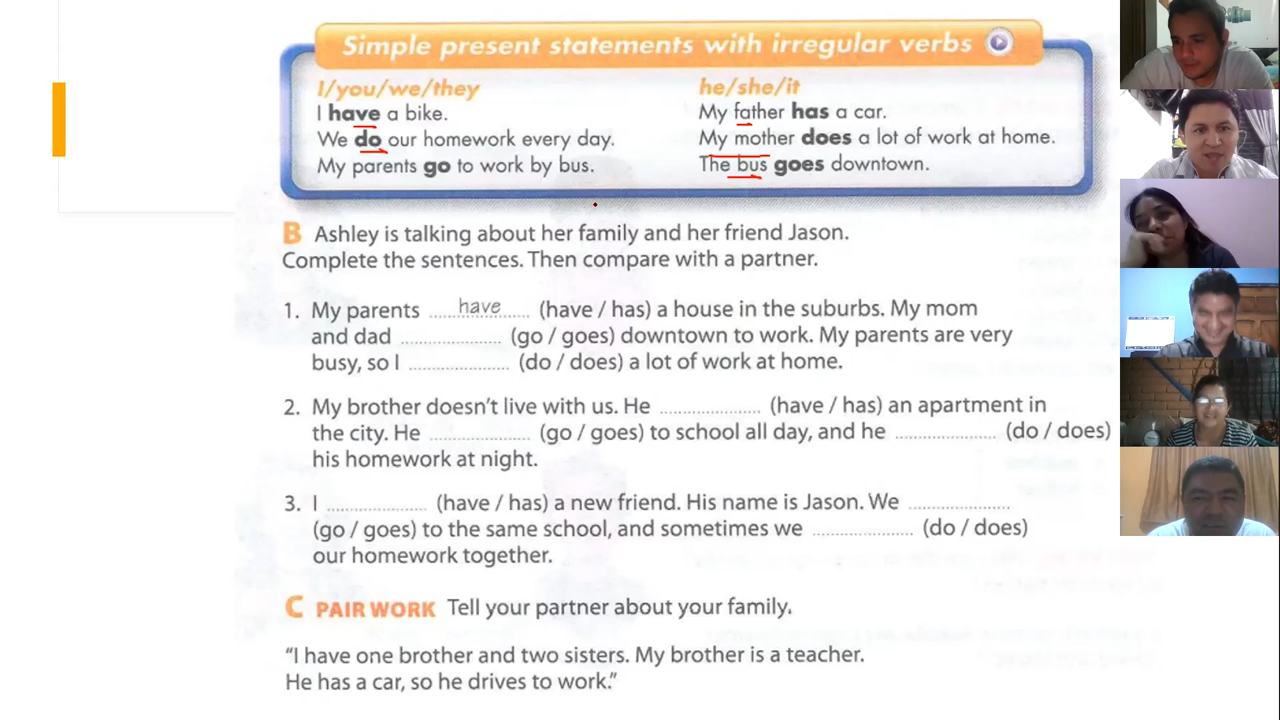 Simple present statements with irregular verbs
I/you/we/they
I have a bike.
We do our homework every day.
My parents go to work by bus.
he/she/it
My father has a car.
My mother does a lot of work at home.
The bus goes downtown.
B Ashley is talking about her family and her friend Jason.
Complete the sentences. Then compare with a partner.
1. My parents ....have.... (have / has) a house in the suburbs. My mom
and dad .................... (go / goes) downtown to work. My parents are very
busy, so I .................... (do / does) a lot of work at home.
2. My brother doesn't live with us. He .................... (have / has) an apartment in
the city. He .................... (go / goes) to school all day, and he .................... (do / does)
his homework at night.
3. I .................... (have / has) a new friend. His name is Jason. We ....................
(go / goes) to the same school, and sometimes we .................... (do / does)
our homework together.
C PAIR WORK Tell your partner about your family.
"I have one brother and two sisters. My brother is a teacher.
He has a car, so he drives to work."